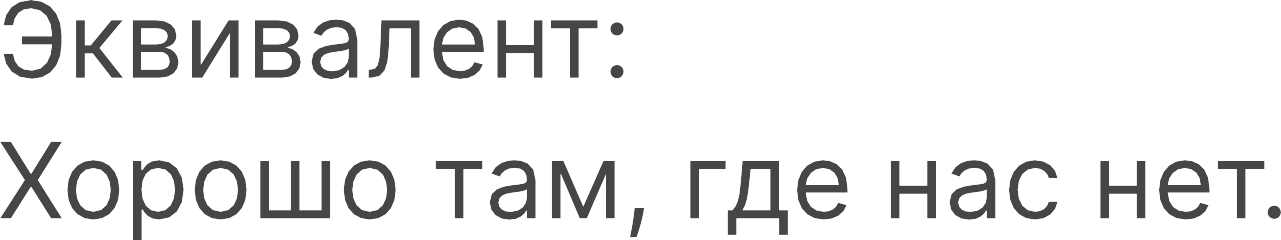 Эквивалент:
Хорошо там, где нас нет.